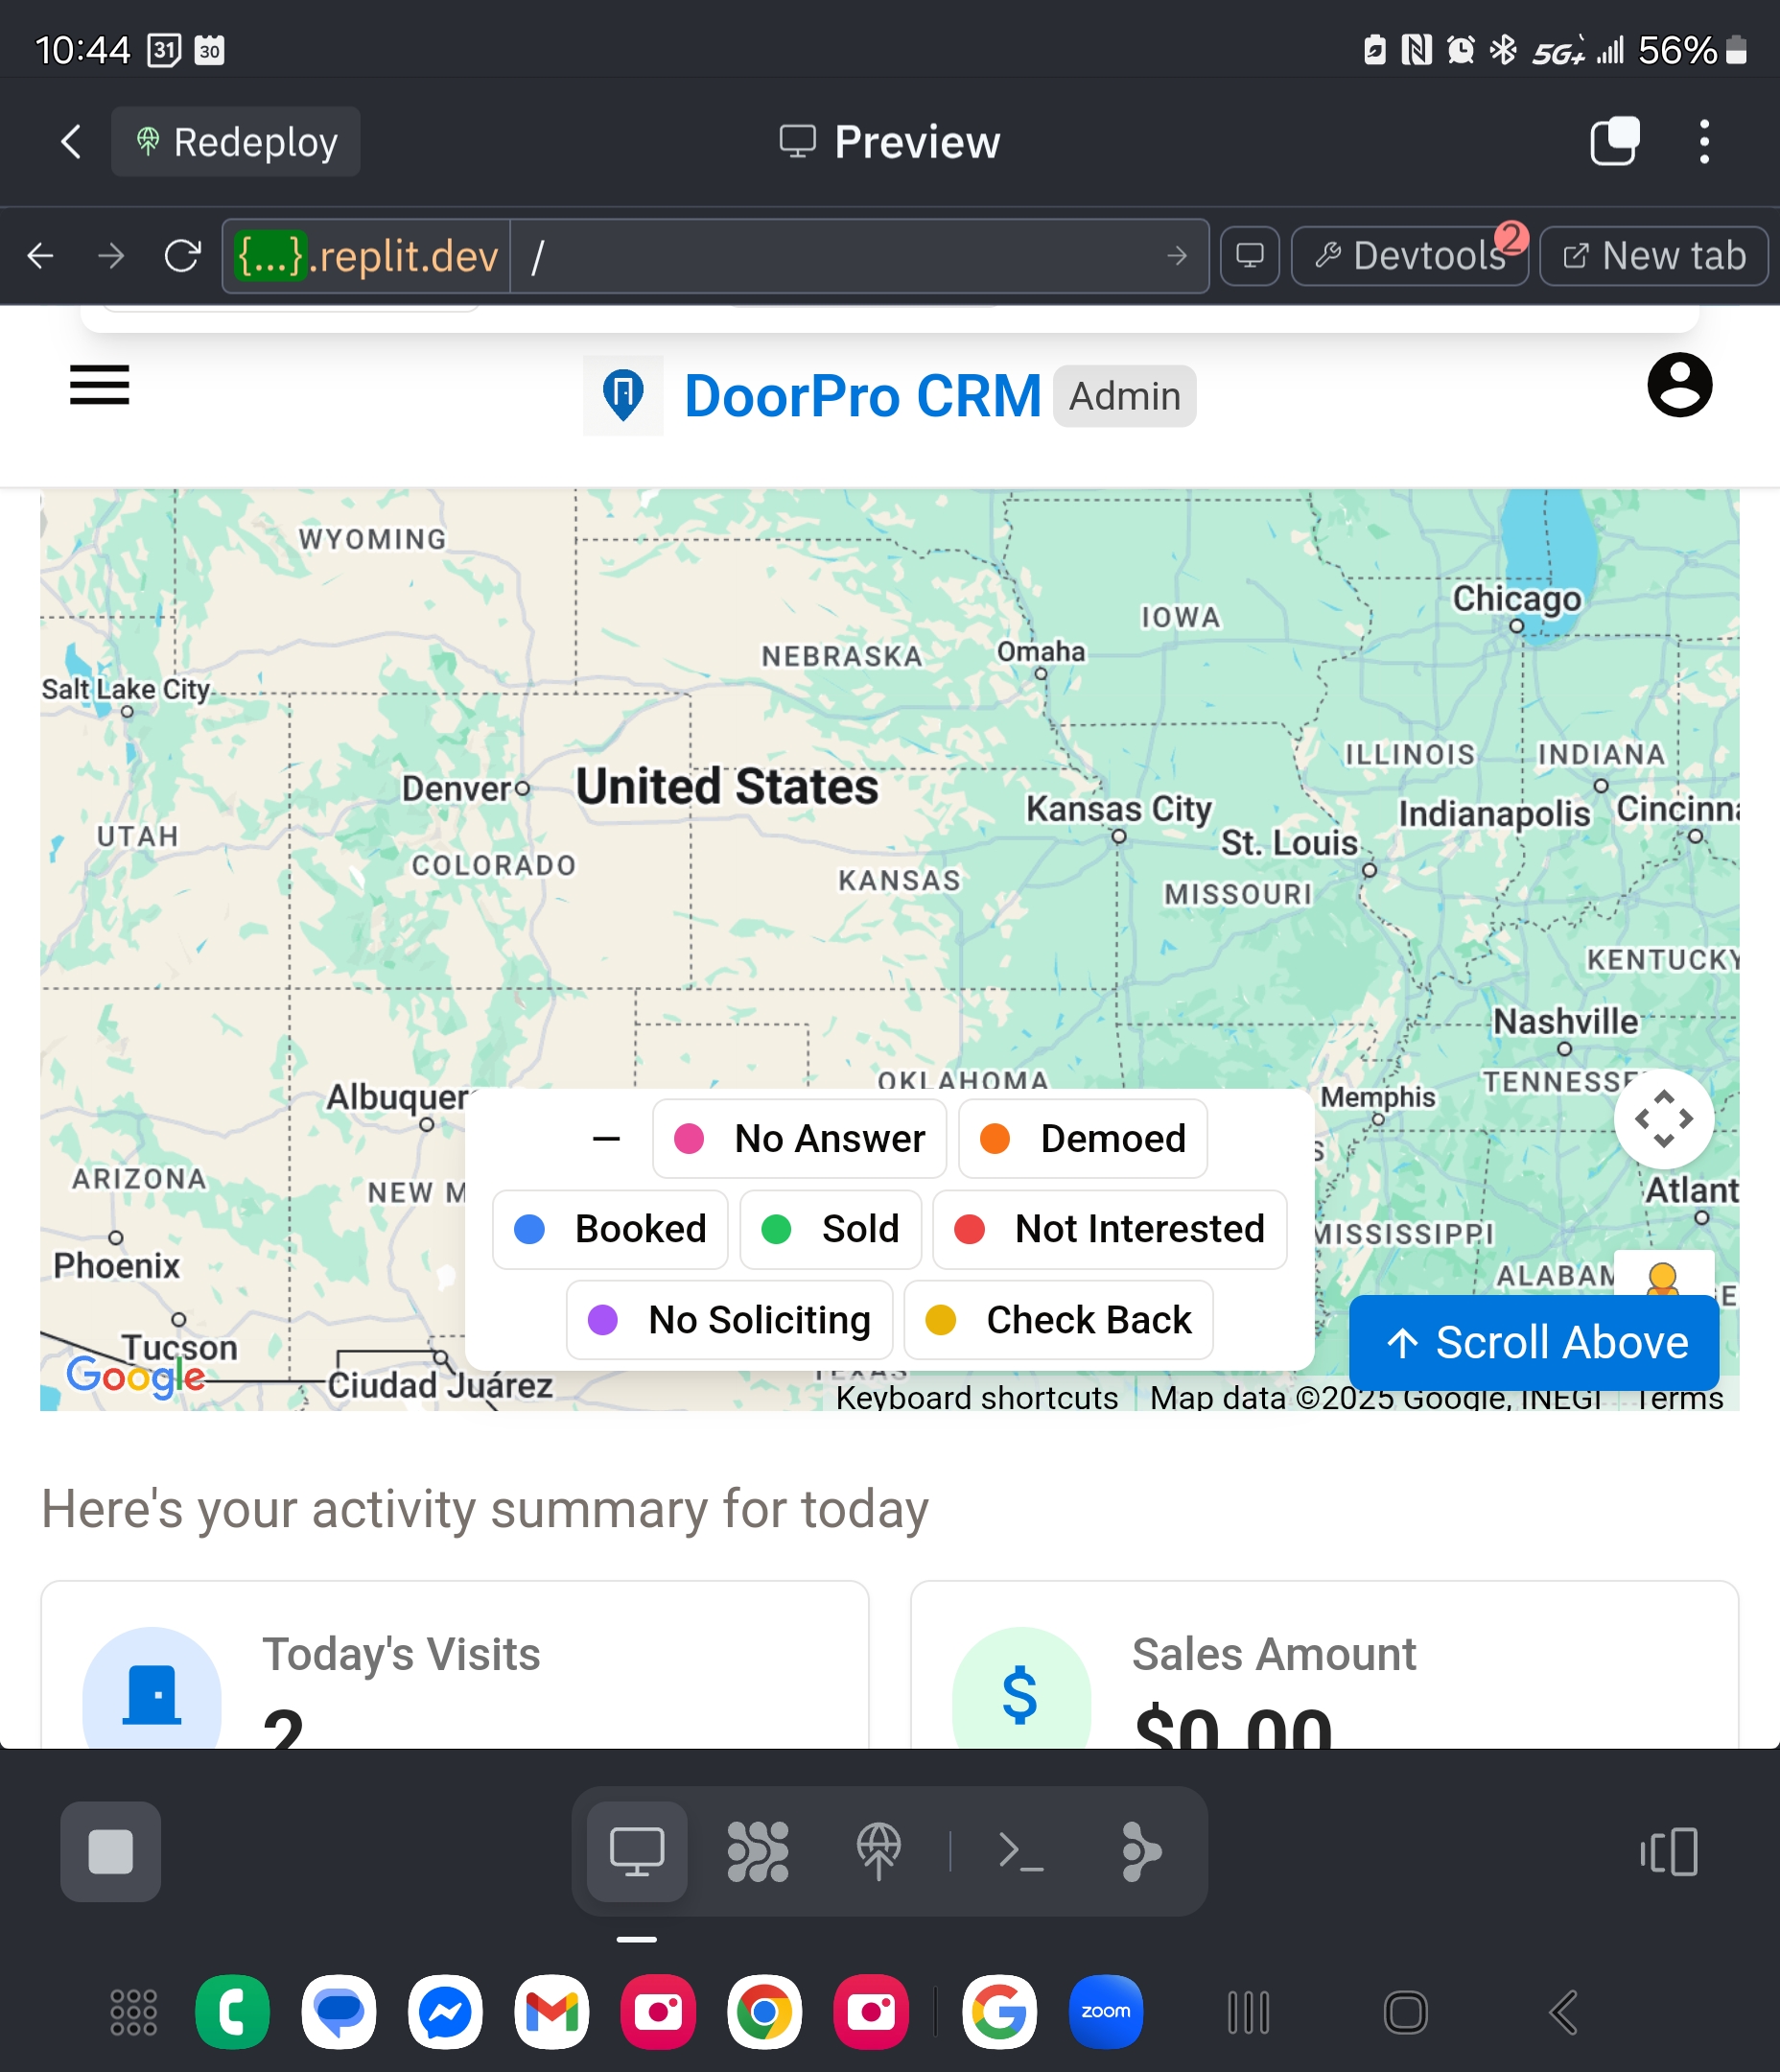 10:44 31 30 5G+ 56%
Redeploy Preview
{...}.replit.dev / Devtools 2 New tab
DoorPro CRM Admin
WYOMING
Chicago
IOWA
NEBRASKA Omaha
Salt Lake City
ILLINOIS INDIANA
Denver United States
Kansas City Indianapolis Cincinna
UTAH St. Louis
COLORADO KANSAS MISSOURI
KENTUCKY
Nashville
OKLAHOMA TENNESSE
Albuquer Memphis
No Answer Demoed
ARIZONA NEW M Atlant
Booked Sold Not Interested MISSISSIPPI
Phoenix ALABAM E
No Soliciting Check Back
Tucson Scroll Above
Google Ciudad Juárez TEXAS
Keyboard shortcuts Map data ©2025 Google, INEGI Terms
Here's your activity summary for today
Today's Visits Sales Amount
2 $0.00
zoom